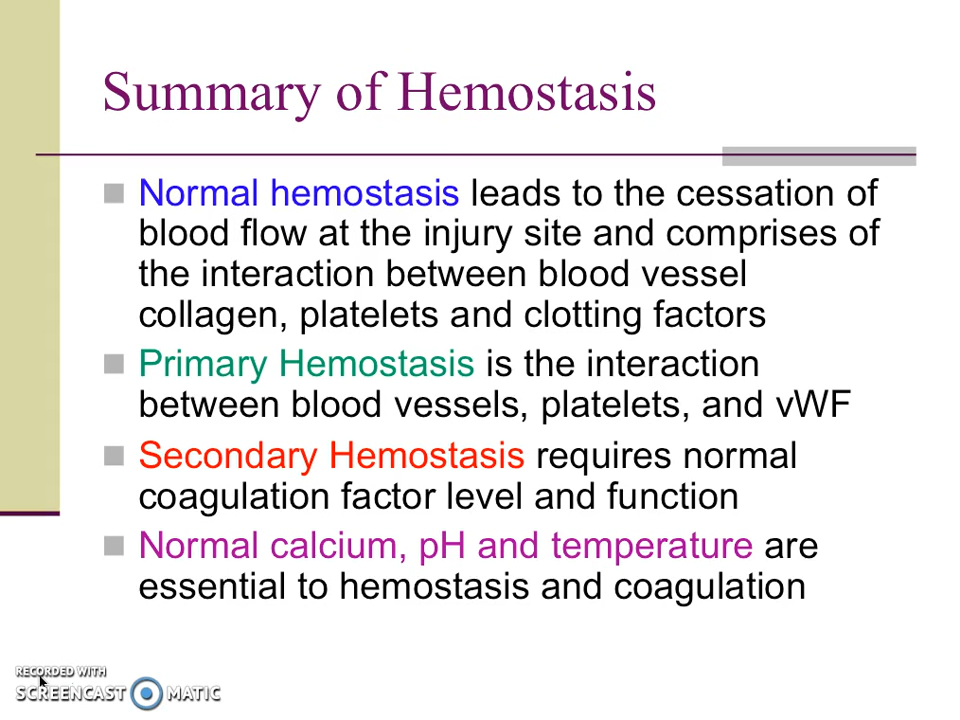 Summary of Hemostasis
Normal hemostasis leads to the cessation of
blood flow at the injury site and comprises of
the interaction between blood vessel
collagen, platelets and clotting factors
Primary Hemostasis is the interaction
between blood vessels, platelets, and vWF
Secondary Hemostasis requires normal
coagulation factor level and function
Normal calcium, pH and temperature are
essential to hemostasis and coagulation
RECORDED WITH
SCREENCAST MATIC